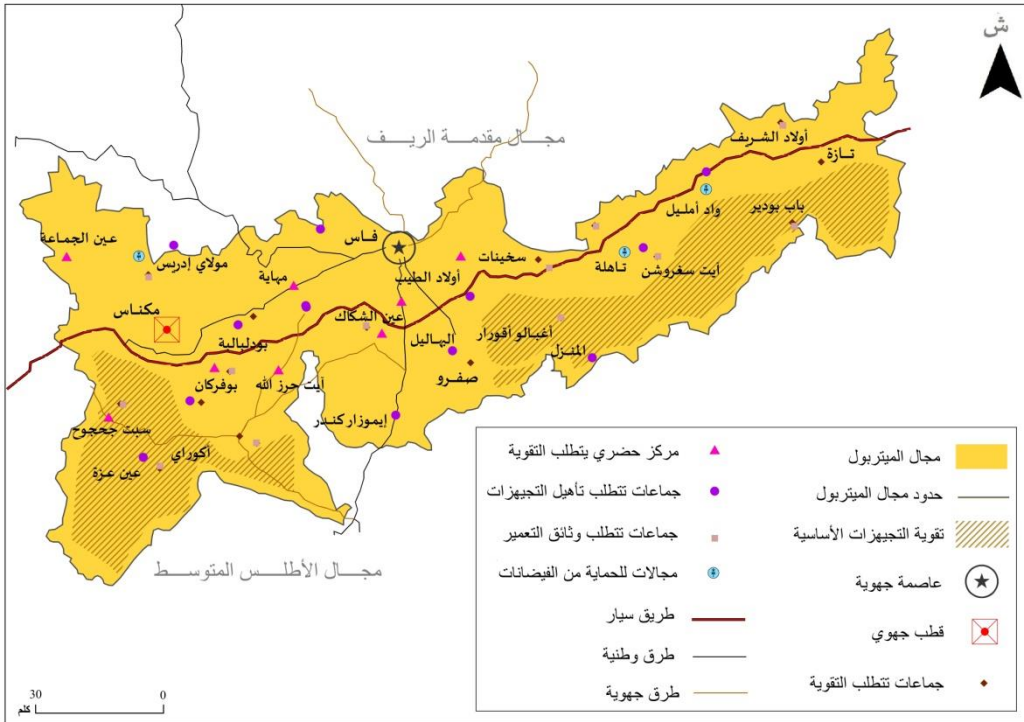 ش
مجال مقدمة الريف
أولاد الشريف
تازة
واد أمليل
باب بودير
فاس
عين الجماعة
مولاي إدريس
سخينات
تاهلة
أيت سغروشن
مهاية
أولاد الطيب
مكناس
عين الشكاك
أغبالو أقورار
بودليالية
البهاليل
المنزل
بوفركان
أيت حرز الله
صفرو
إيموزار كندر
سبت جحجوح
أكوراي
عين عزة
مجال الأطلس المتوسط
مجال الميتربول
حدود مجال الميتربول
تقوية التجهيزات الأساسية
عاصمة جهوية
قطب جهوي
جماعات تتطلب التقوية
مركز حضري يتطلب التقوية
جماعات تتطلب تأهيل التجهيزات
جماعات تتطلب وثائق التعمير
مجالات للحماية من الفيضانات
طريق سيار
طرق وطنية
طرق جهوية
30 0
كلم